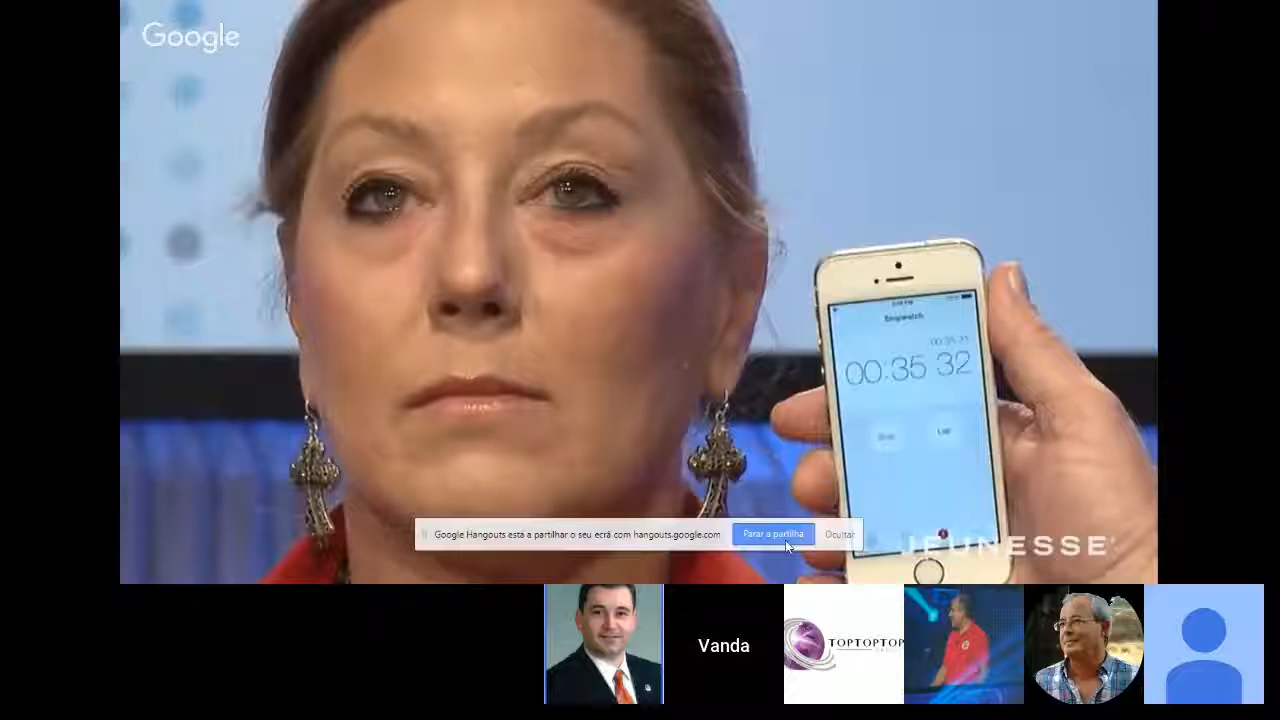 Google
Stopwatch
00:35 32
Google Hangouts está a partilhar o seu ecrã com hangouts.google.com
Parar a partilha
Ocultar
JEUNESSE
Vanda
TOPTOPTOP